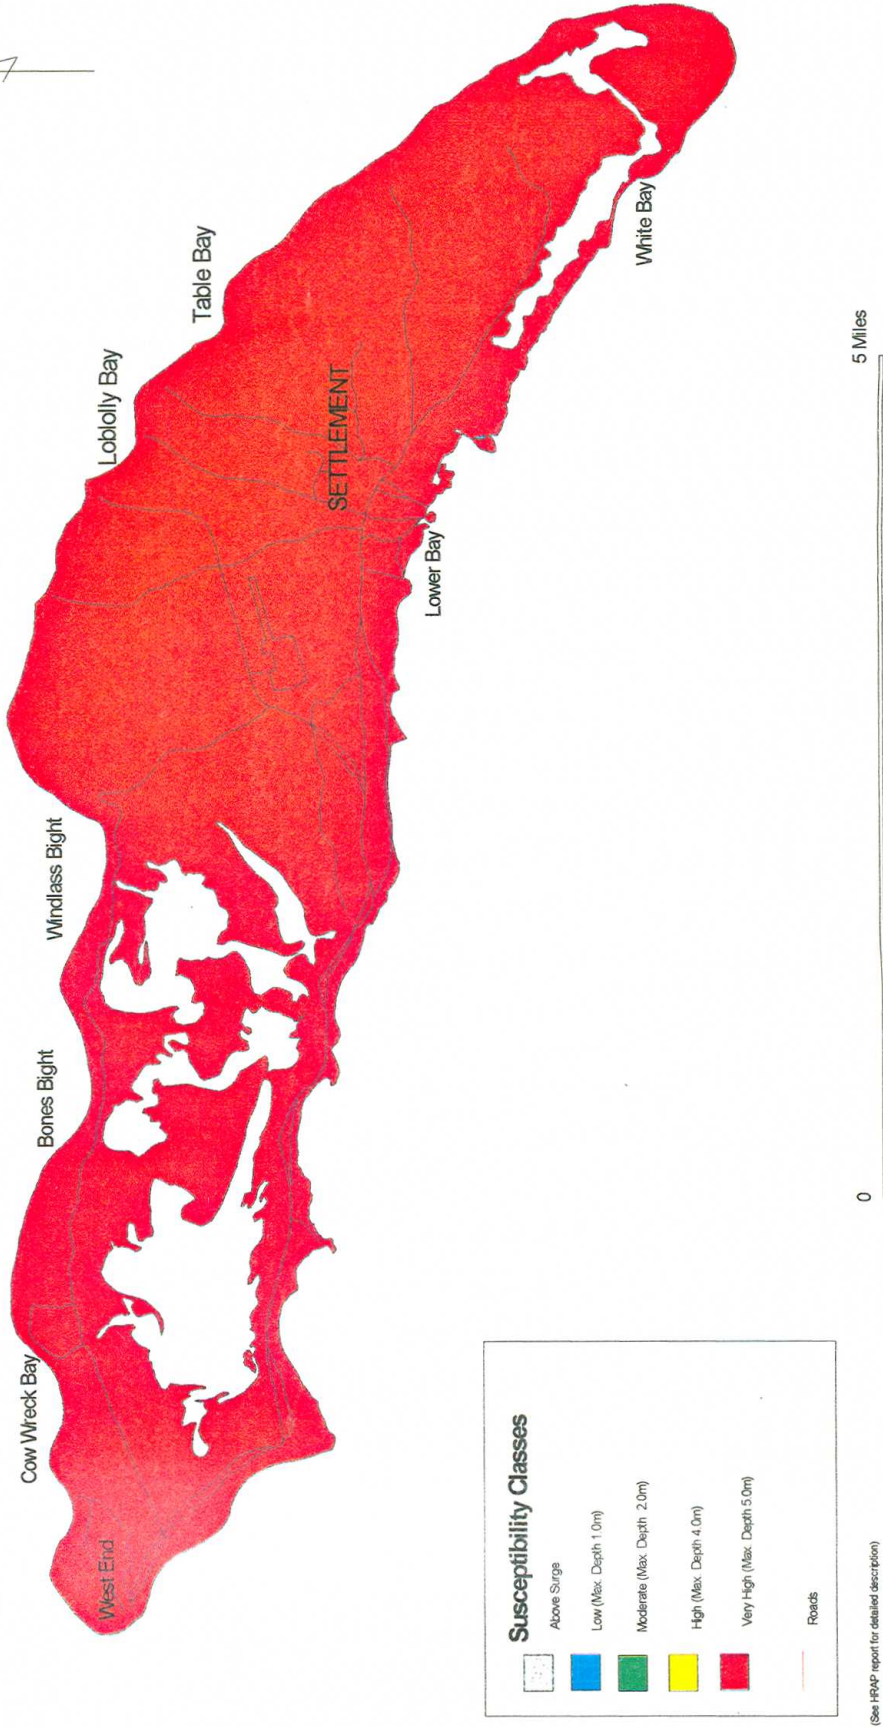 Cow Wreck Bay
Bones Bight
Windlass Bight
Loblolly Bay
Table Bay
West End
SETTLEMENT
Lower Bay
White Bay
Susceptibility Classes
Above Surge
Low (Max. Depth 1.0m)
Moderate (Max. Depth 2.0m)
High (Max. Depth 4.0m)
Very High (Max. Depth 5.0m)
Roads
0
5 Miles
(See HRAP report for detailed description)